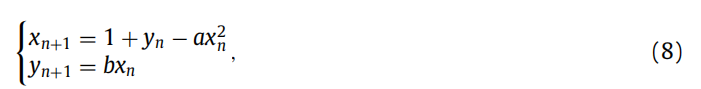 { x_{n+1} = 1 + y_n − ax_n^2
y_{n+1} = bx_n , (8)